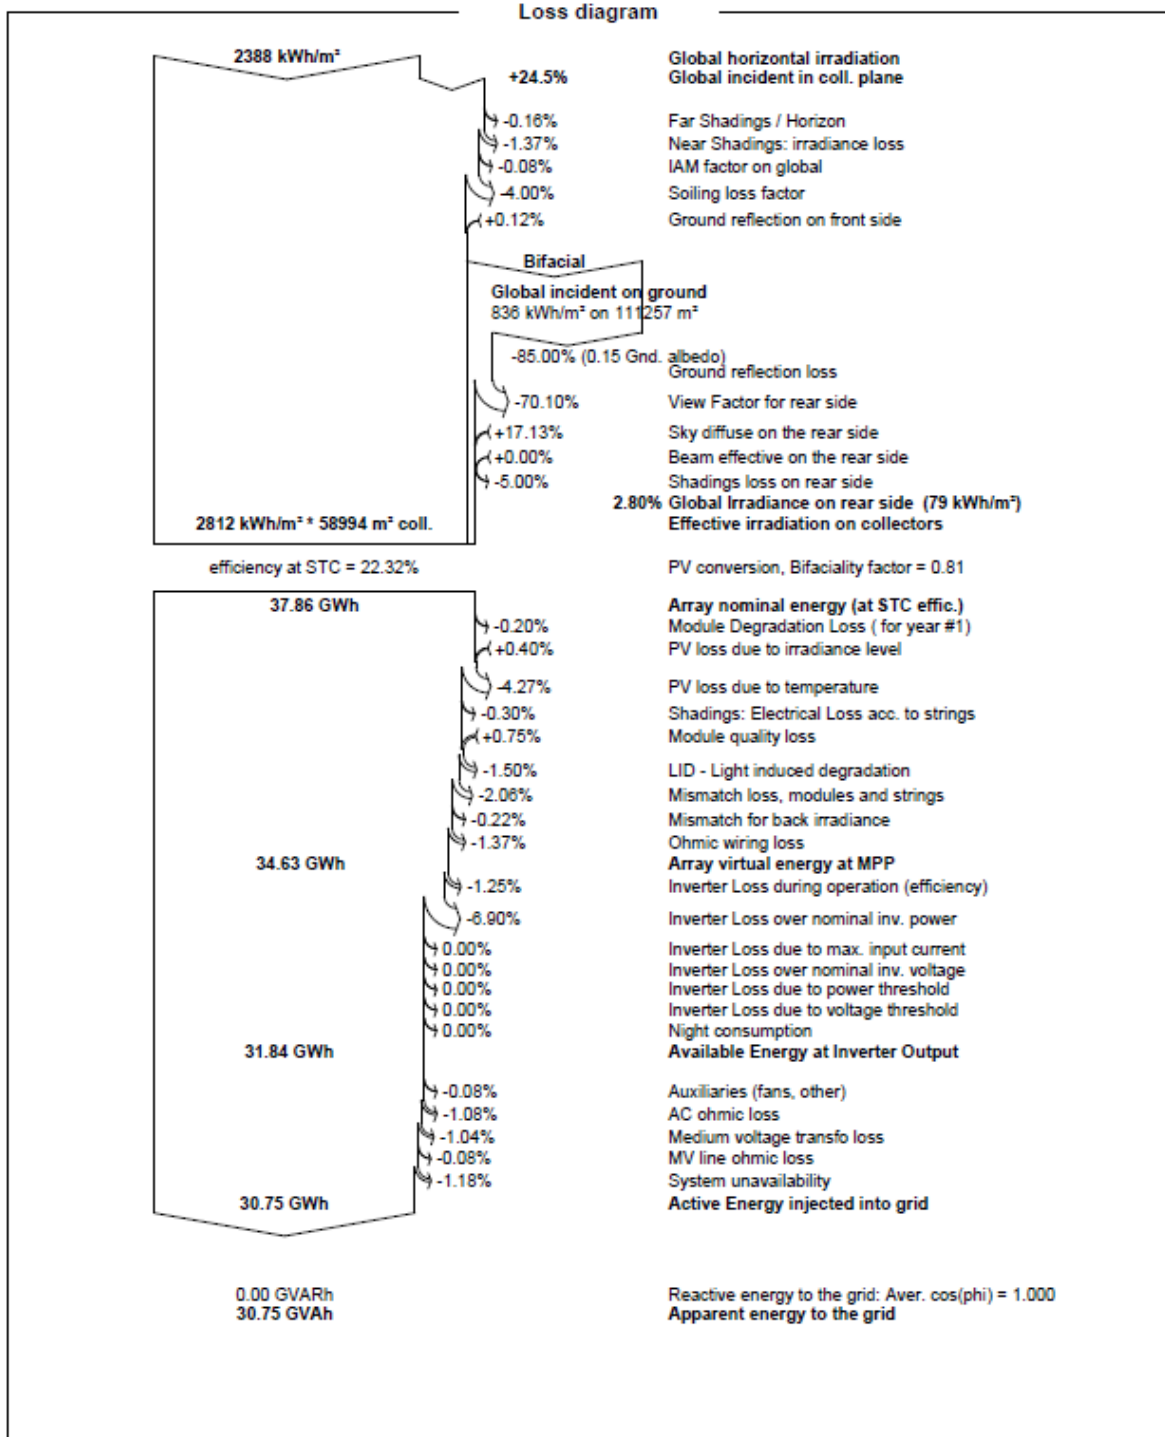 Loss diagram
2388 kWh/m² Global horizontal irradiation
+24.5% Global incident in coll. plane
-0.16% Far Shadings / Horizon
-1.37% Near Shadings: irradiance loss
-0.08% IAM factor on global
-4.00% Soiling loss factor
+0.12% Ground reflection on front side
Bifacial
Global incident on ground
836 kWh/m² on 111257 m²
-85.00% (0.15 Gnd. albedo)
Ground reflection loss
-70.10% View Factor for rear side
+17.13% Sky diffuse on the rear side
+0.00% Beam effective on the rear side
-5.00% Shadings loss on rear side
2.80% Global Irradiance on rear side (79 kWh/m²)
2812 kWh/m² * 58994 m² coll. Effective irradiation on collectors
efficiency at STC = 22.32% PV conversion, Bifaciality factor = 0.81
37.86 GWh Array nominal energy (at STC effic.)
-0.20% Module Degradation Loss ( for year #1)
+0.40% PV loss due to irradiance level
-4.27% PV loss due to temperature
-0.30% Shadings: Electrical Loss acc. to strings
+0.75% Module quality loss
-1.50% LID - Light induced degradation
-2.06% Mismatch loss, modules and strings
-0.22% Mismatch for back irradiance
-1.37% Ohmic wiring loss
34.63 GWh Array virtual energy at MPP
-1.25% Inverter Loss during operation (efficiency)
-6.90% Inverter Loss over nominal inv. power
0.00% Inverter Loss due to max. input current
0.00% Inverter Loss over nominal inv. voltage
0.00% Inverter Loss due to power threshold
0.00% Inverter Loss due to voltage threshold
0.00% Night consumption
31.84 GWh Available Energy at Inverter Output
-0.08% Auxiliaries (fans, other)
-1.08% AC ohmic loss
-1.04% Medium voltage transfo loss
-0.08% MV line ohmic loss
-1.18% System unavailability
30.75 GWh Active Energy injected into grid
0.00 GVARh Reactive energy to the grid: Aver. cos(phi) = 1.000
30.75 GVAh Apparent energy to the grid